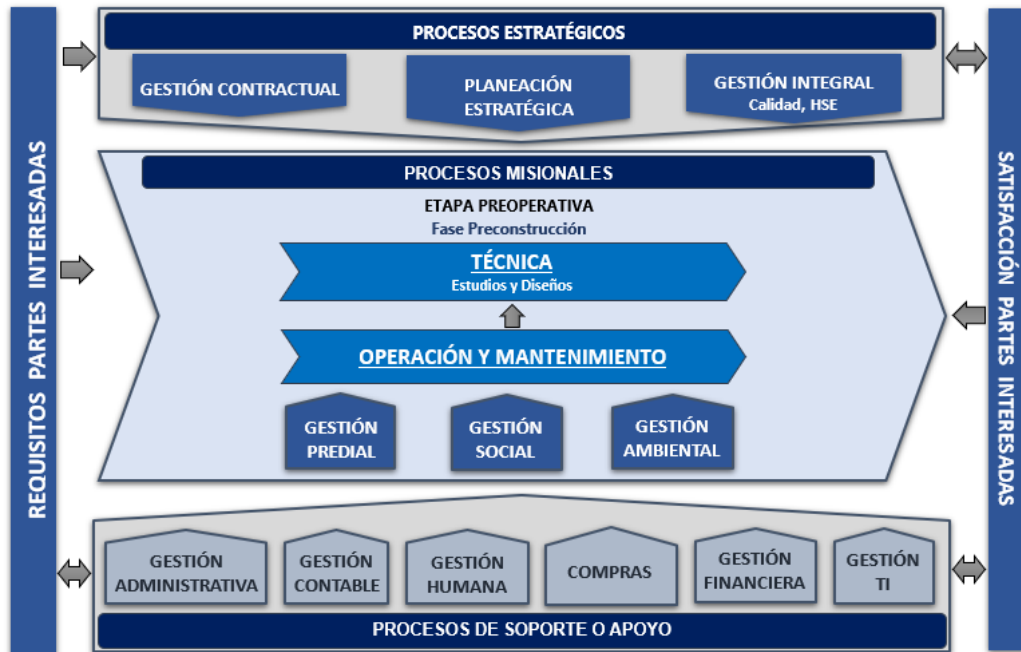 REQUISITOS PARTES INTERESADAS
PROCESOS ESTRATÉGICOS
GESTIÓN CONTRACTUAL
PLANEACIÓN
ESTRATÉGICA
GESTIÓN INTEGRAL
Calidad, HSE
PROCESOS MISIONALES
ETAPA PREOPERATIVA
Fase Preconstrucción
TÉCNICA
Estudios y Diseños
OPERACIÓN Y MANTENIMIENTO
GESTIÓN
PREDIAL
GESTIÓN
SOCIAL
GESTIÓN
AMBIENTAL
GESTIÓN
ADMINISTRATIVA
GESTIÓN
CONTABLE
GESTIÓN
HUMANA
COMPRAS
GESTIÓN
FINANCIERA
GESTIÓN
TI
PROCESOS DE SOPORTE O APOYO
SATISFACCIÓN PARTES INTERESADAS